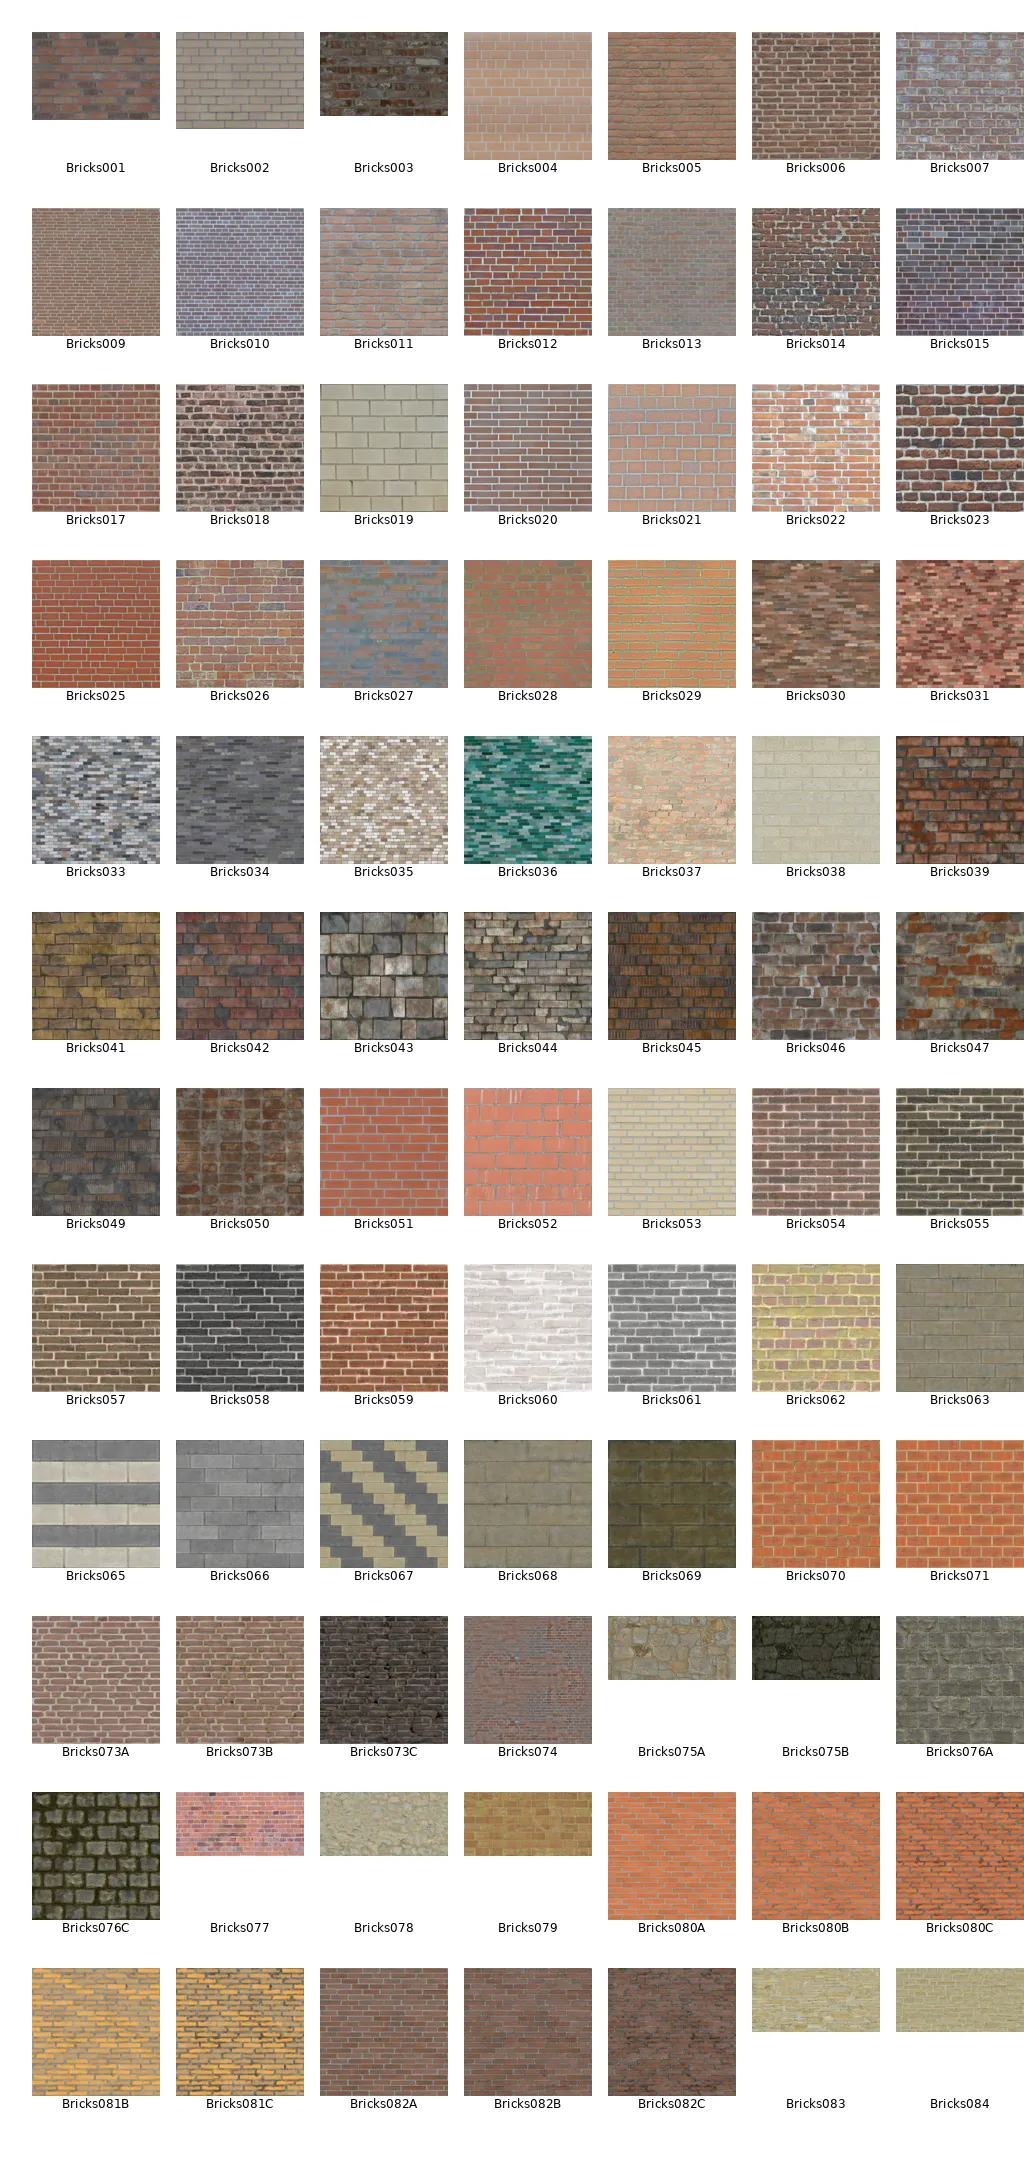 Bricks001 Bricks002 Bricks003 Bricks004 Bricks005 Bricks006 Bricks007
Bricks009 Bricks010 Bricks011 Bricks012 Bricks013 Bricks014 Bricks015
Bricks017 Bricks018 Bricks019 Bricks020 Bricks021 Bricks022 Bricks023
Bricks025 Bricks026 Bricks027 Bricks028 Bricks029 Bricks030 Bricks031
Bricks033 Bricks034 Bricks035 Bricks036 Bricks037 Bricks038 Bricks039
Bricks041 Bricks042 Bricks043 Bricks044 Bricks045 Bricks046 Bricks047
Bricks049 Bricks050 Bricks051 Bricks052 Bricks053 Bricks054 Bricks055
Bricks057 Bricks058 Bricks059 Bricks060 Bricks061 Bricks062 Bricks063
Bricks065 Bricks066 Bricks067 Bricks068 Bricks069 Bricks070 Bricks071
Bricks073A Bricks073B Bricks073C Bricks074 Bricks075A Bricks075B Bricks076A
Bricks076C Bricks077 Bricks078 Bricks079 Bricks080A Bricks080B Bricks080C
Bricks081B Bricks081C Bricks082A Bricks082B Bricks082C Bricks083 Bricks084